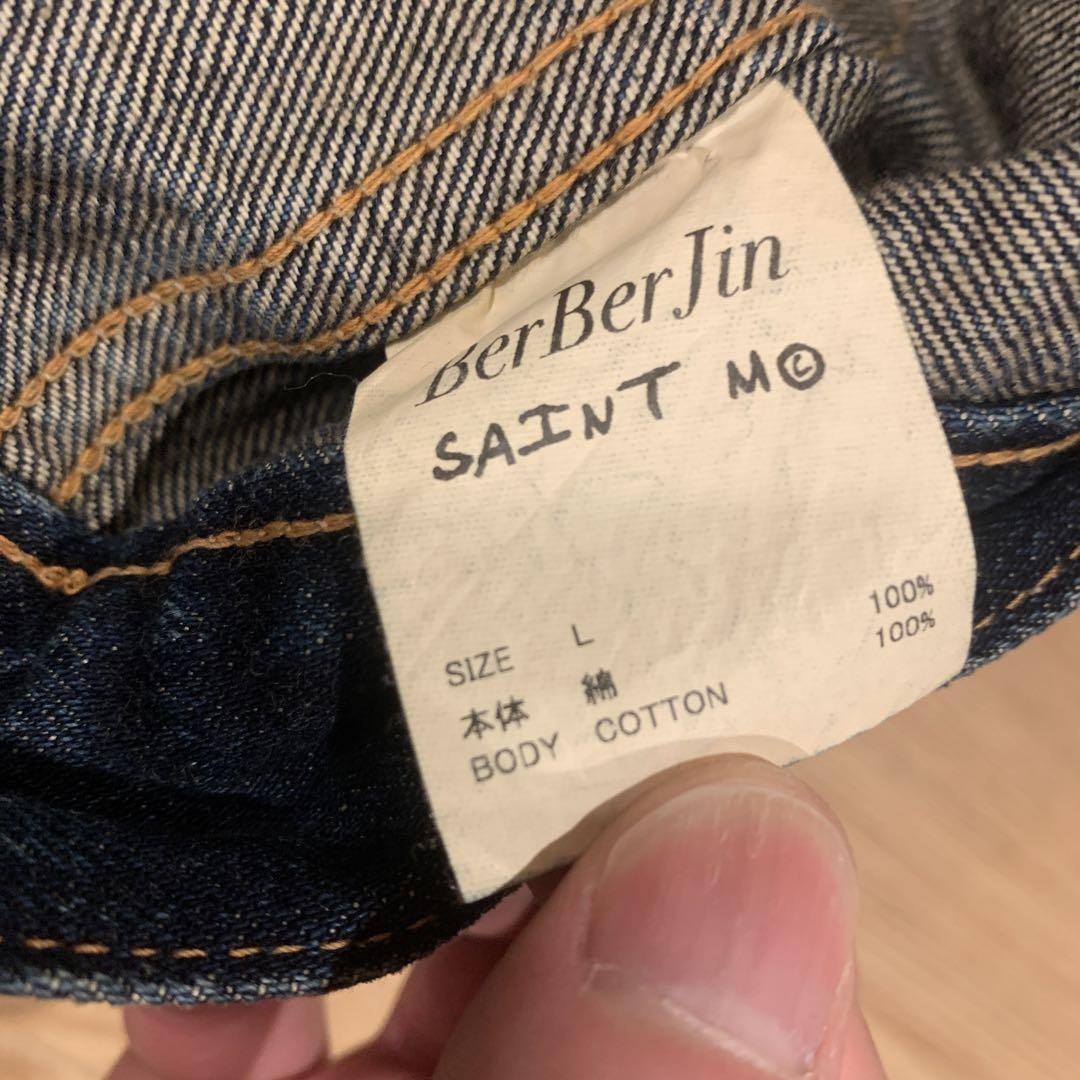 BerBerJin
SAINT M©
SIZE L
本体 綿 100%
BODY COTTON 100%